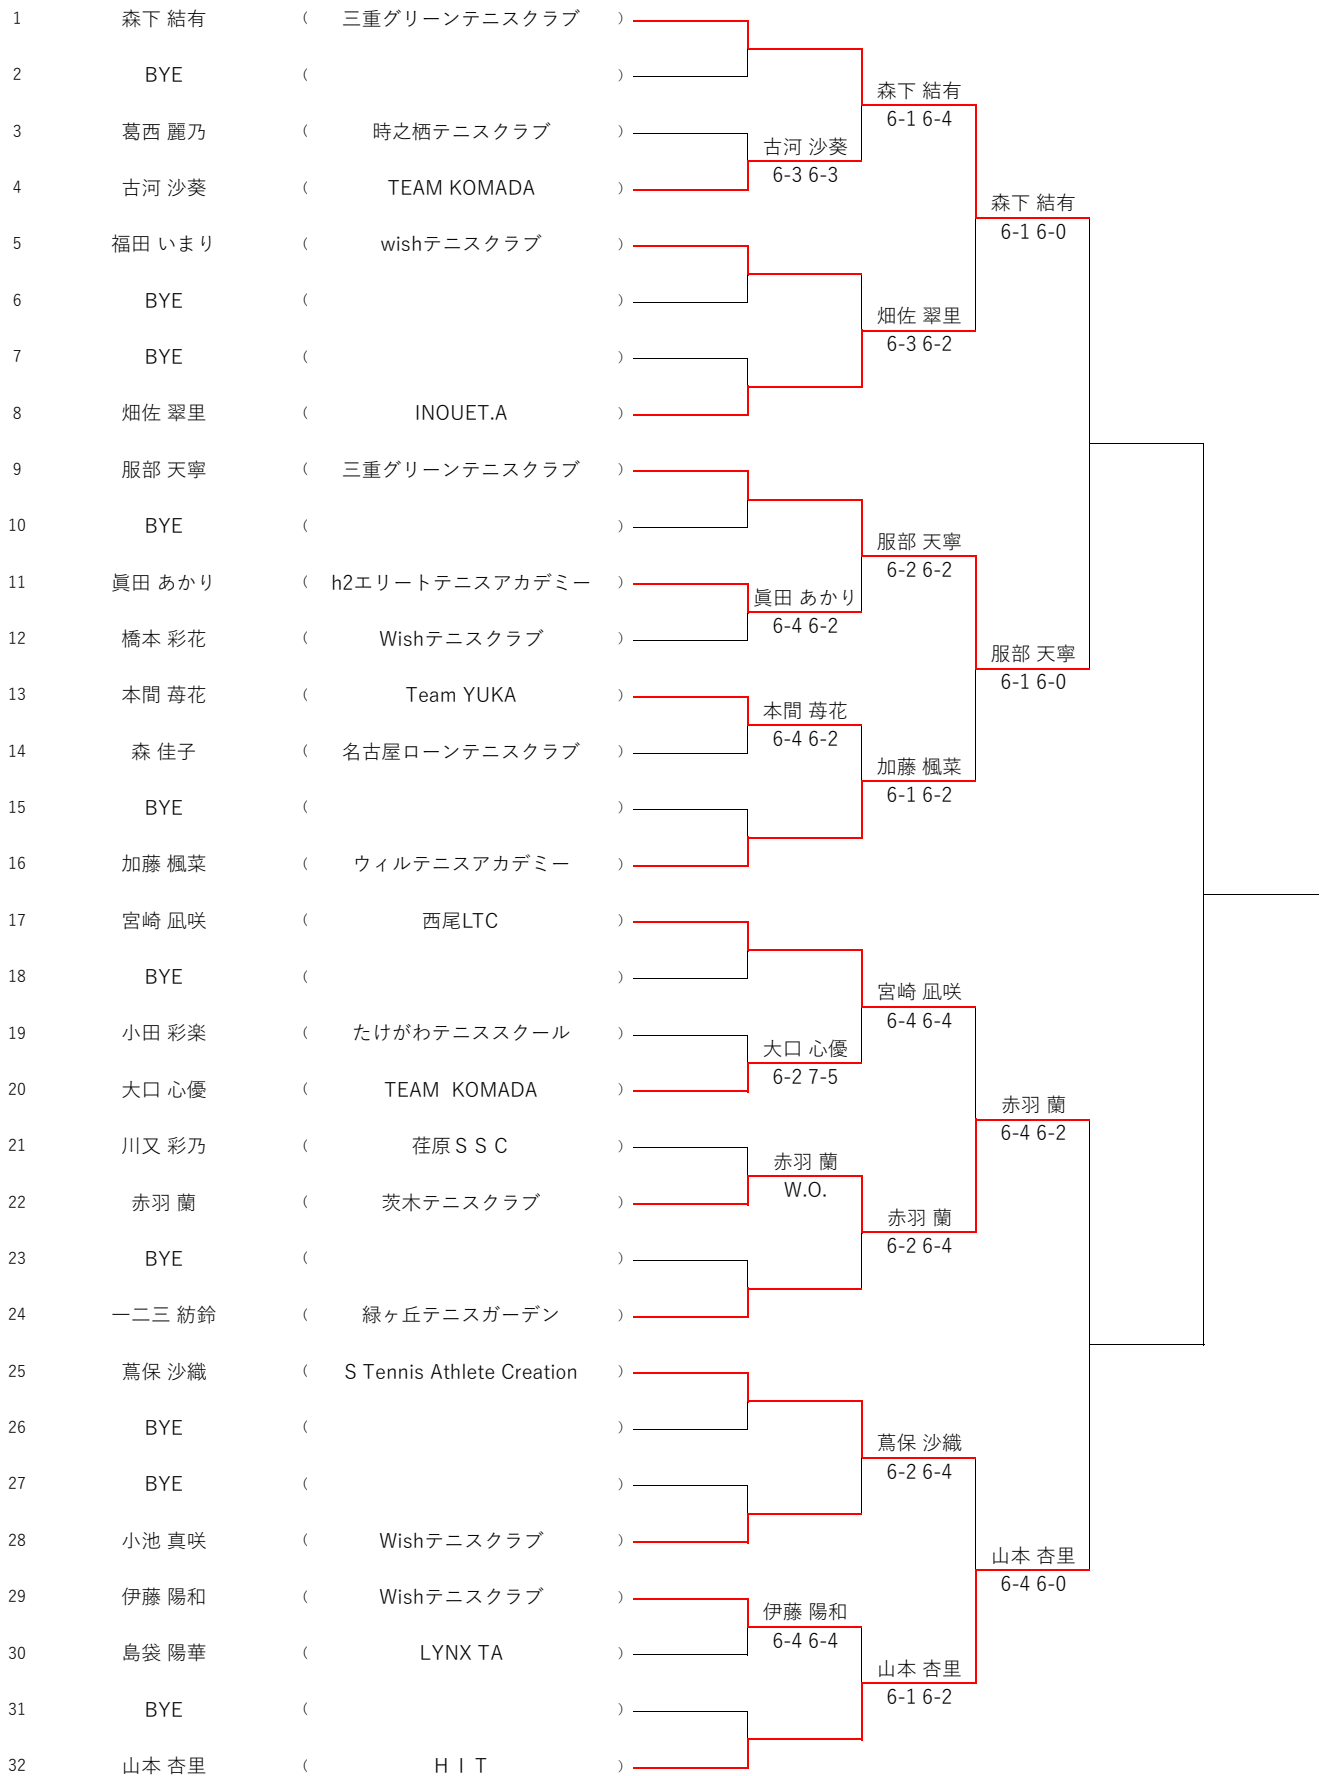 1 森下 結有 ( 三重グリーンテニスクラブ )
2 BYE ( )
森下 結有
6-1 6-4
3 葛西 麗乃 ( 時之栖テニスクラブ )
古河 沙葵
6-3 6-3
4 古河 沙葵 ( TEAM KOMADA )
森下 結有
6-1 6-0
5 福田 いまり ( wishテニスクラブ )
6 BYE ( )
畑佐 翠里
6-3 6-2
7 BYE ( )
8 畑佐 翠里 ( INOUET.A )
9 服部 天寧 ( 三重グリーンテニスクラブ )
10 BYE ( )
服部 天寧
6-2 6-2
11 眞田 あかり ( h2エリートテニスアカデミー )
眞田 あかり
6-4 6-2
12 橋本 彩花 ( Wishテニスクラブ )
服部 天寧
6-1 6-0
13 本間 苺花 ( Team YUKA )
本間 苺花
6-4 6-2
14 森 佳子 ( 名古屋ローンテニスクラブ )
加藤 楓菜
6-1 6-2
15 BYE ( )
16 加藤 楓菜 ( ウィルテニスアカデミー )
17 宮崎 凪咲 ( 西尾LTC )
18 BYE ( )
宮崎 凪咲
6-4 6-4
19 小田 彩楽 ( たけがわテニススクール )
大口 心優
6-2 7-5
20 大口 心優 ( TEAM  KOMADA )
赤羽 蘭
6-4 6-2
21 川又 彩乃 ( 荏原ＳＳＣ )
赤羽 蘭
W.O.
22 赤羽 蘭 ( 茨木テニスクラブ )
赤羽 蘭
6-2 6-4
23 BYE ( )
24 一二三 紡鈴 ( 緑ヶ丘テニスガーデン )
25 蔦保 沙織 ( S Tennis Athlete Creation )
26 BYE ( )
蔦保 沙織
6-2 6-4
27 BYE ( )
28 小池 真咲 ( Wishテニスクラブ )
山本 杏里
6-4 6-0
29 伊藤 陽和 ( Wishテニスクラブ )
伊藤 陽和
6-4 6-4
30 島袋 陽華 ( LYNX TA )
山本 杏里
6-1 6-2
31 BYE ( )
32 山本 杏里 ( ＨＩＴ )